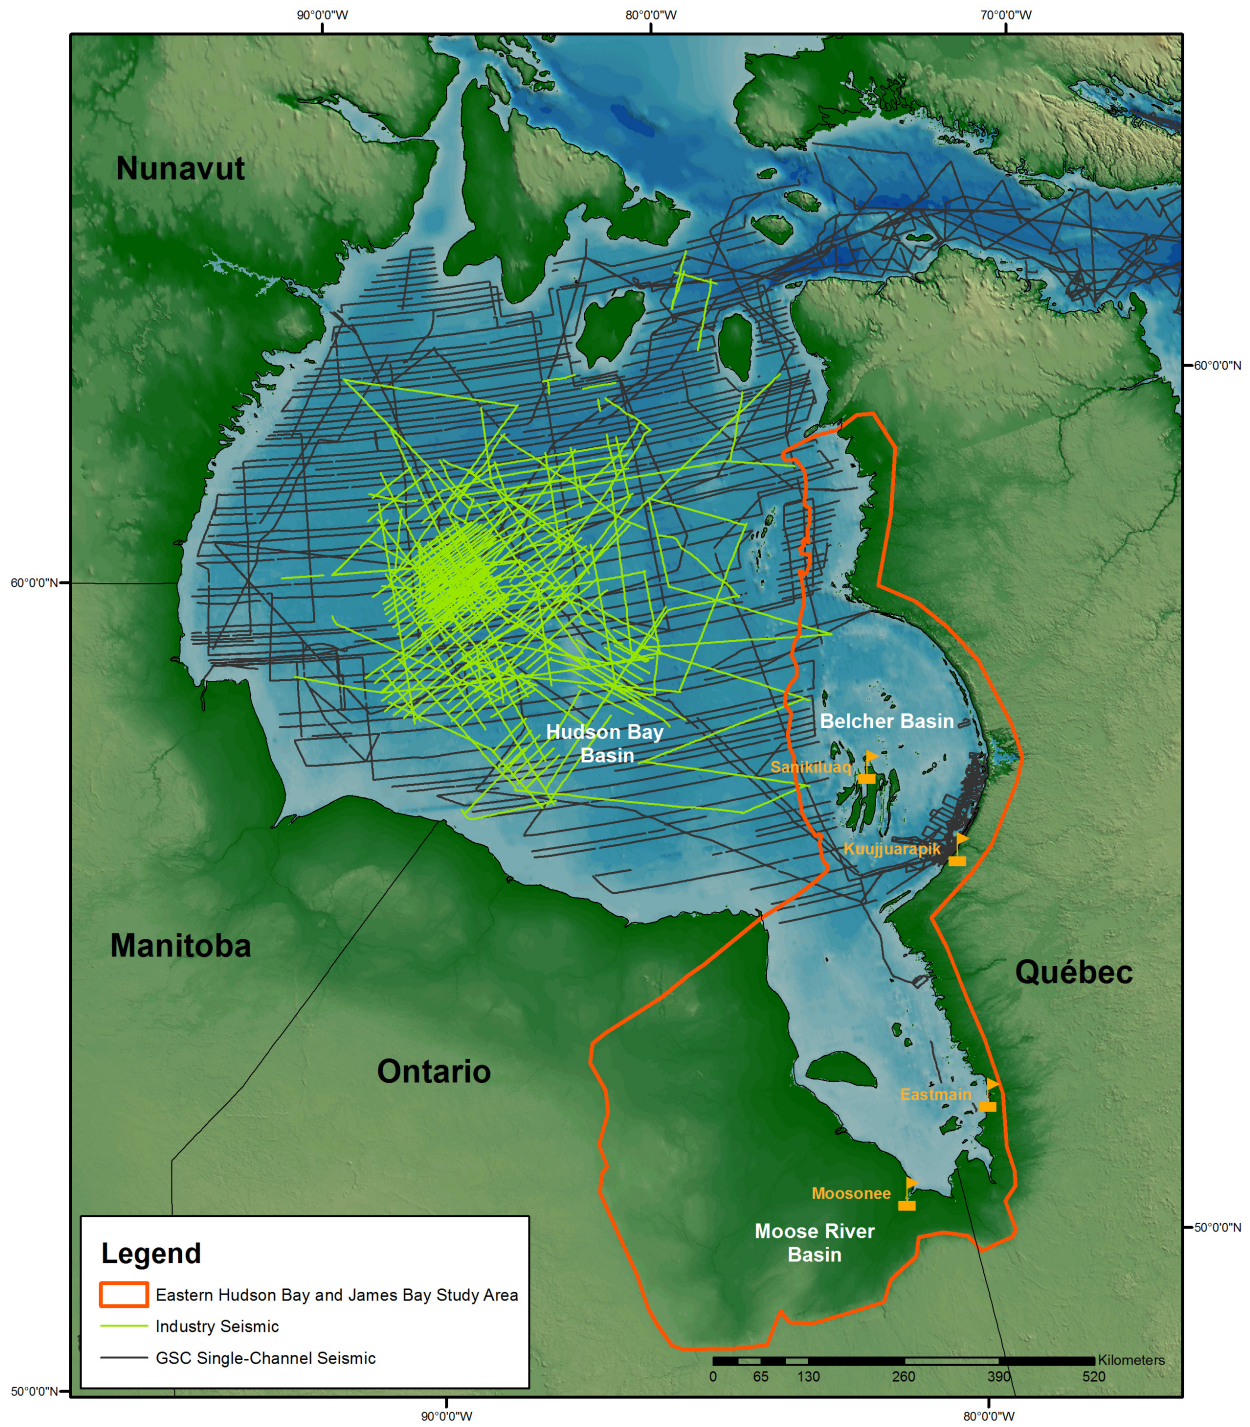 90°0'0"W 80°0'0"W 70°0'0"W
Nunavut
60°0'0"N
60°0'0"N
Hudson Bay
Basin
Belcher Basin
Sanikiluaq
Kuujjuarapik
Manitoba
Québec
Ontario
Eastmain
Moosonee
Moose River
Basin
50°0'0"N
Legend
Eastern Hudson Bay and James Bay Study Area
Industry Seismic
GSC Single-Channel Seismic
Kilometers
0 65 130 260 390 520
50°0'0"N
90°0'0"W 80°0'0"W